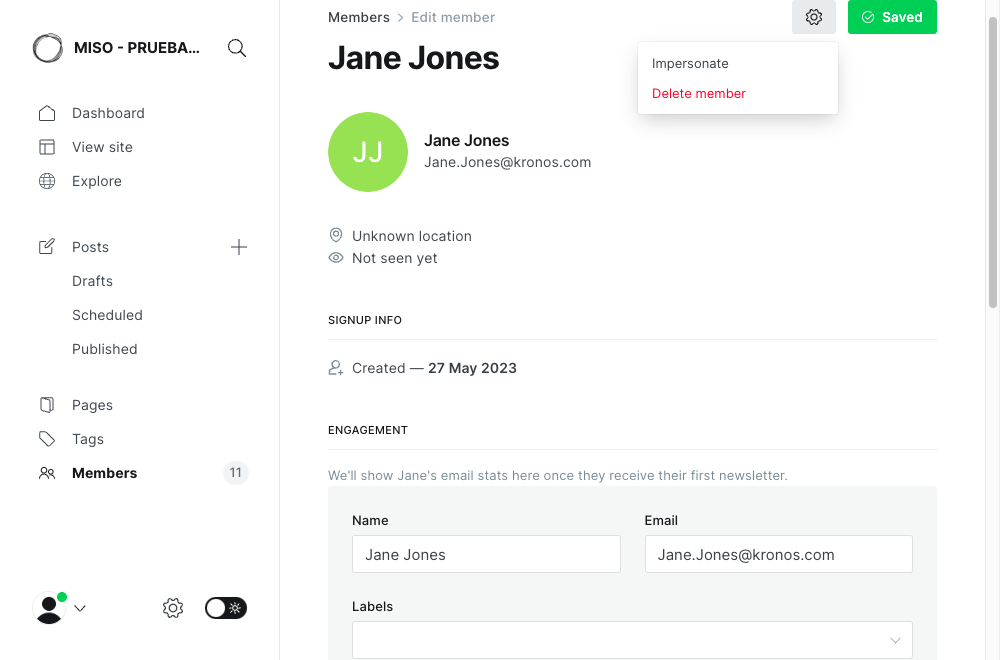 MISO - PRUEBA...
Dashboard
View site
Explore
Posts
Drafts
Scheduled
Published
Pages
Tags
Members 11
Members > Edit member
Saved
Jane Jones
Impersonate
Delete member
JJ
Jane Jones
Jane.Jones@kronos.com
Unknown location
Not seen yet
SIGNUP INFO
Created — 27 May 2023
ENGAGEMENT
We'll show Jane's email stats here once they receive their first newsletter.
Name
Jane Jones
Email
Jane.Jones@kronos.com
Labels